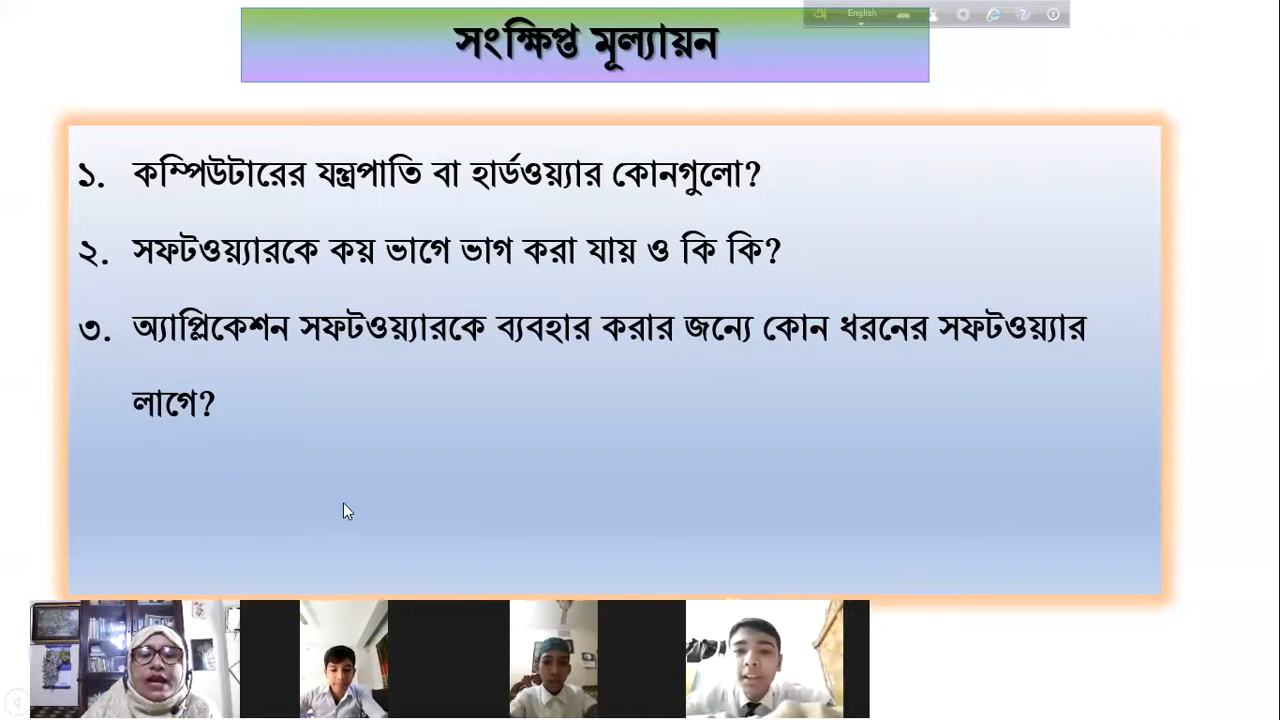 English
সংক্ষিপ্ত মূল্যায়ন
১. কম্পিউটারের যন্ত্রপাতি বা হার্ডওয়্যার কোনগুলো?
২. সফটওয়্যারকে কয় ভাগে ভাগ করা যায় ও কি কি?
৩. অ্যাপ্লিকেশন সফটওয়্যারকে ব্যবহার করার জন্যে কোন ধরনের সফটওয়্যার
লাগে?